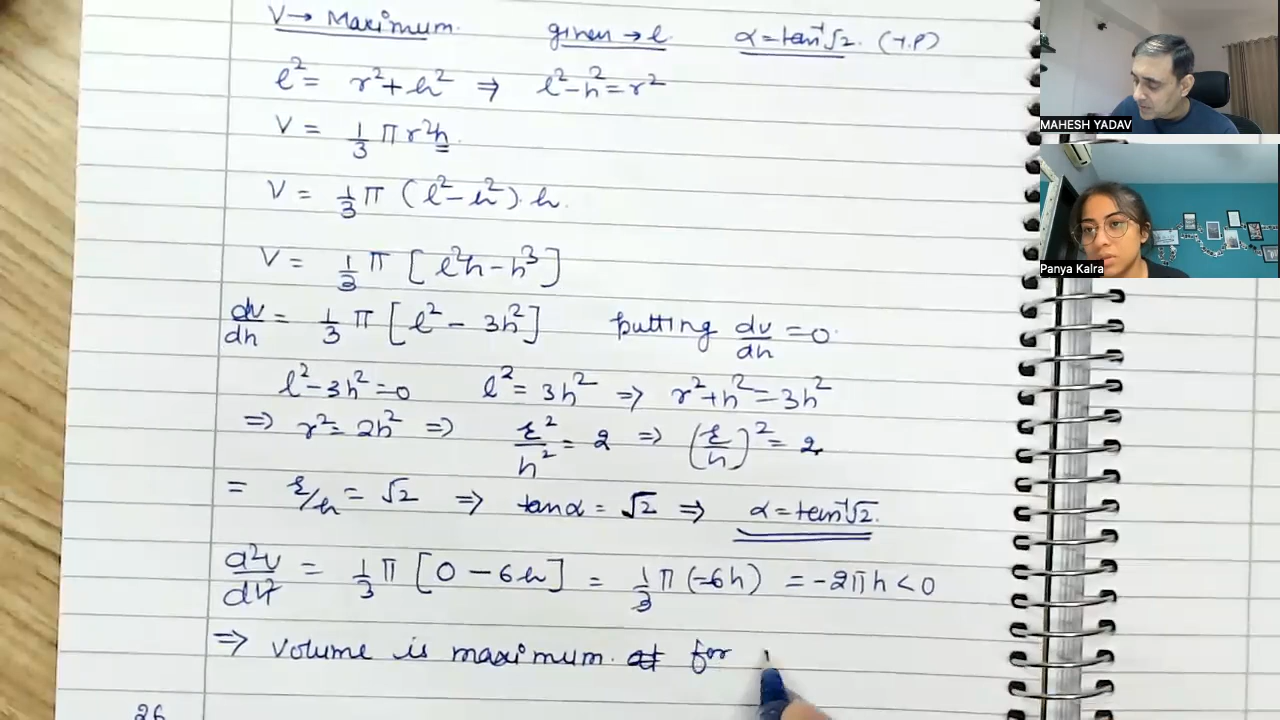 V → Maximum. given → l α = tan⁻¹√2. (T.P)
l² = r² + h² ⇒ l² - h² = r²
V = 1/3 π r²h.
V = 1/3 π (l² - h²). h.
V = 1/3 π [l²h - h³]
dv/dh = 1/3 π [l² - 3h²] putting dv/dh = 0.
l² - 3h² = 0 l² = 3h² ⇒ r² + h² = 3h²
⇒ r² = 2h² ⇒ r²/h² = 2 ⇒ (r/h)² = 2
= r/h = √2 ⇒ tanα = √2 ⇒ α = tan⁻¹√2.
d²v/dh² = 1/3 π [0 - 6h] = 1/3 π (-6h) = -2πh < 0
⇒ volume is maximum. at for
26
MAHESH YADAV
Panya Kalra